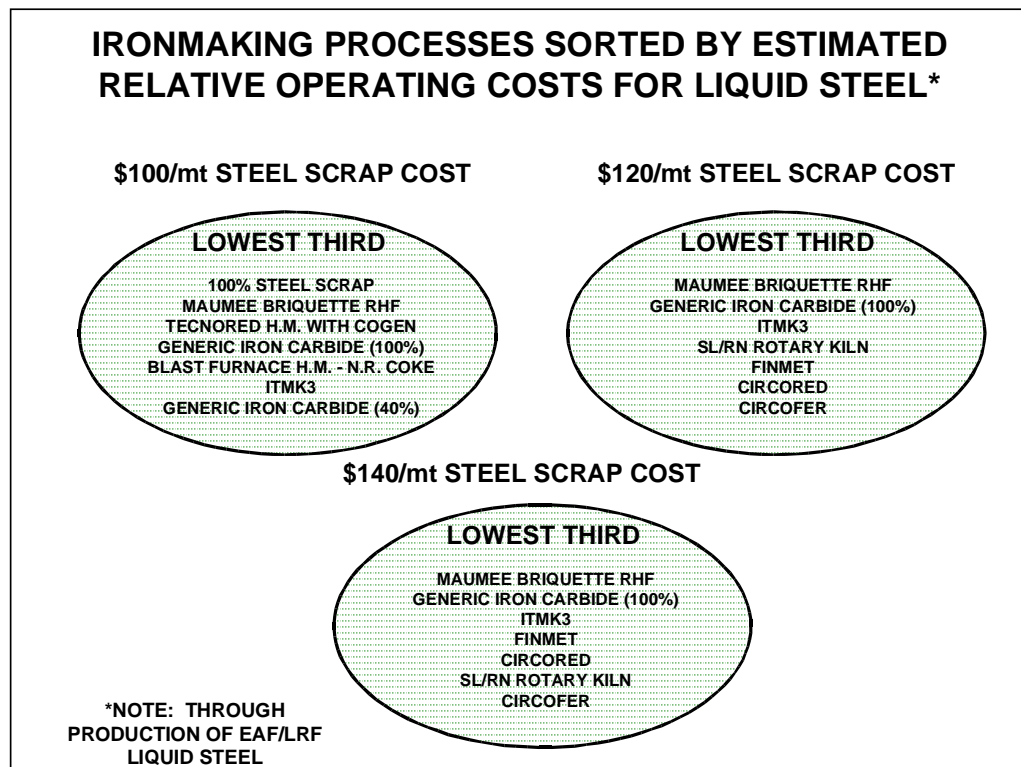 IRONMAKING PROCESSES SORTED BY ESTIMATED
RELATIVE OPERATING COSTS FOR LIQUID STEEL*
$100/mt STEEL SCRAP COST
LOWEST THIRD
100% STEEL SCRAP
MAUMEE BRIQUETTE RHF
TECNORED H.M. WITH COGEN
GENERIC IRON CARBIDE (100%)
BLAST FURNACE H.M. - N.R. COKE
ITMK3
GENERIC IRON CARBIDE (40%)
$120/mt STEEL SCRAP COST
LOWEST THIRD
MAUMEE BRIQUETTE RHF
GENERIC IRON CARBIDE (100%)
ITMK3
SL/RN ROTARY KILN
FINMET
CIRCORED
CIRCOFER
$140/mt STEEL SCRAP COST
LOWEST THIRD
MAUMEE BRIQUETTE RHF
GENERIC IRON CARBIDE (100%)
ITMK3
FINMET
CIRCORED
SL/RN ROTARY KILN
CIRCOFER
*NOTE: THROUGH
PRODUCTION OF EAF/LRF
LIQUID STEEL